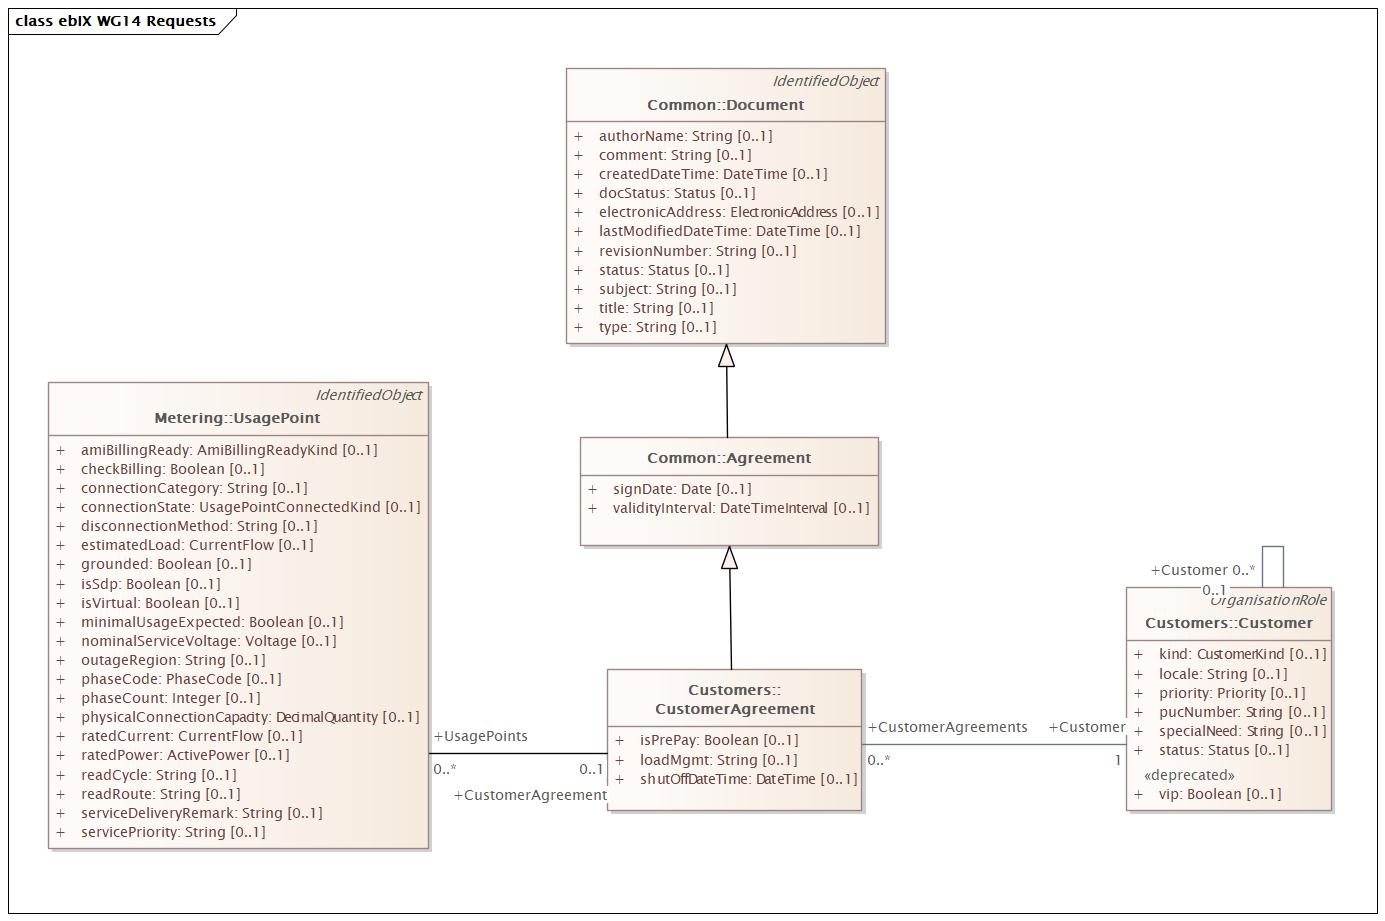 class ebIX WG14 Requests
IdentifiedObject
Common::Document
+ authorName: String [0..1]
+ comment: String [0..1]
+ createdDateTime: DateTime [0..1]
+ docStatus: Status [0..1]
+ electronicAddress: ElectronicAddress [0..1]
+ lastModifiedDateTime: DateTime [0..1]
+ revisionNumber: String [0..1]
+ status: Status [0..1]
+ subject: String [0..1]
+ title: String [0..1]
+ type: String [0..1]
IdentifiedObject
Metering::UsagePoint
+ amiBillingReady: AmiBillingReadyKind [0..1]
+ checkBilling: Boolean [0..1]
+ connectionCategory: String [0..1]
+ connectionState: UsagePointConnectedKind [0..1]
+ disconnectionMethod: String [0..1]
+ estimatedLoad: CurrentFlow [0..1]
+ grounded: Boolean [0..1]
+ isSdp: Boolean [0..1]
+ isVirtual: Boolean [0..1]
+ minimalUsageExpected: Boolean [0..1]
+ nominalServiceVoltage: Voltage [0..1]
+ outageRegion: String [0..1]
+ phaseCode: PhaseCode [0..1]
+ phaseCount: Integer [0..1]
+ physicalConnectionCapacity: DecimalQuantity [0..1]
+ ratedCurrent: CurrentFlow [0..1]
+ ratedPower: ActivePower [0..1]
+ readCycle: String [0..1]
+ readRoute: String [0..1]
+ serviceDeliveryRemark: String [0..1]
+ servicePriority: String [0..1]
Common::Agreement
+ signDate: Date [0..1]
+ validityInterval: DateTimeInterval [0..1]
+UsagePoints
0..*
0..1
+CustomerAgreement
Customers::
CustomerAgreement
+ isPrePay: Boolean [0..1]
+ loadMgmt: String [0..1]
+ shutOffDateTime: DateTime [0..1]
+CustomerAgreements
+Customer
0..*
1
+Customer 0..*
0..1
OrganisationRole
Customers::Customer
+ kind: CustomerKind [0..1]
+ locale: String [0..1]
+ priority: Priority [0..1]
+ pucNumber: String [0..1]
+ specialNeed: String [0..1]
+ status: Status [0..1]
«deprecated»
+ vip: Boolean [0..1]